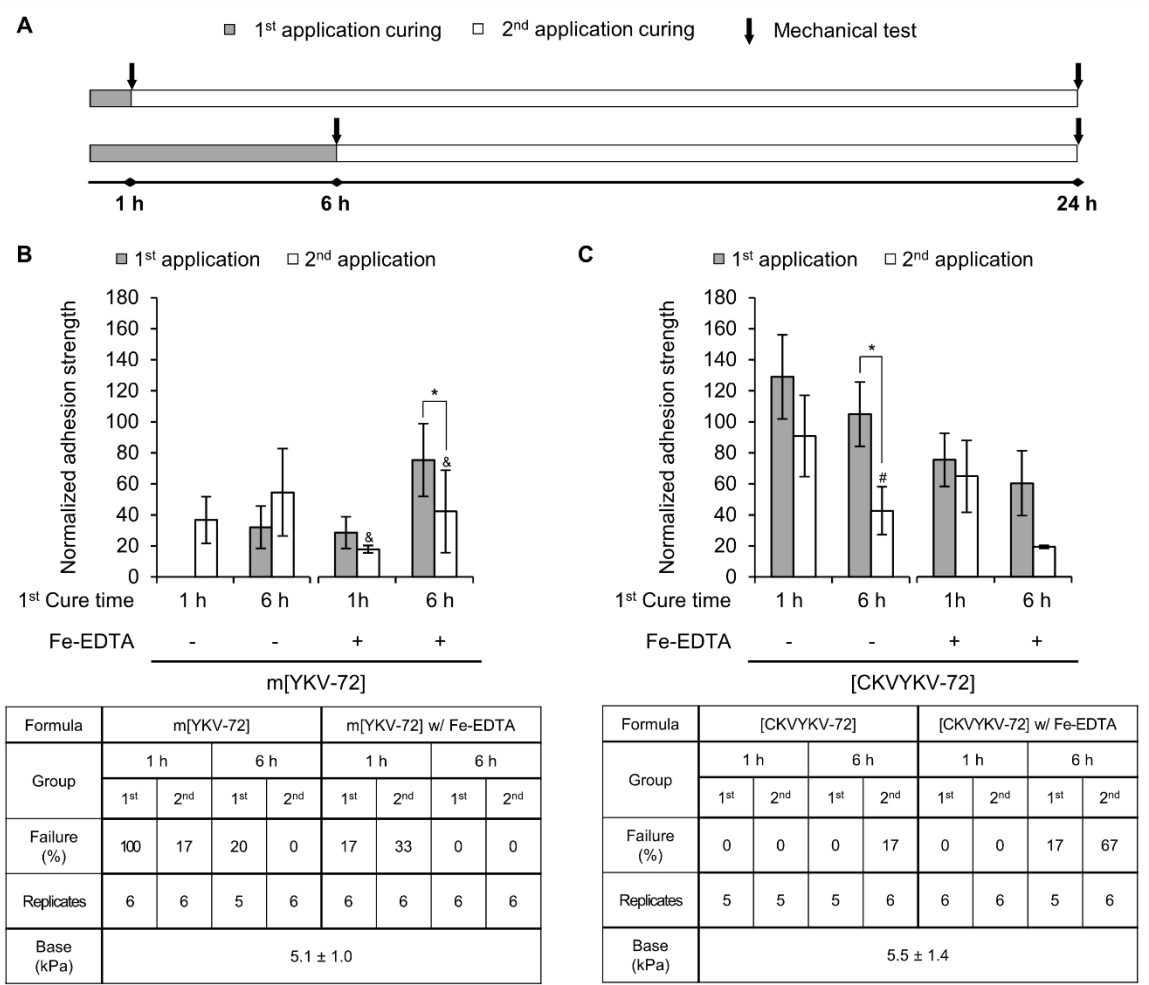 A
1st application curing 2nd application curing Mechanical test
1 h 6 h 24 h
B
1st application 2nd application
Normalized adhesion strength
180
160
140
120
100
80
60
40
20
0
*
&
&
1st Cure time 1 h 6 h 1h 6 h
Fe-EDTA - - + +
m[YKV-72]
Formula m[YKV-72] m[YKV-72] w/ Fe-EDTA
Group 1 h 6 h 1 h 6 h
1st 2nd 1st 2nd 1st 2nd 1st 2nd
Failure (%) 100 17 20 0 17 33 0 0
Replicates 6 6 5 6 6 6 6 6
Base (kPa) 5.1 ± 1.0
C
1st application 2nd application
Normalized adhesion strength
180
160
140
120
100
80
60
40
20
0
*
#
1st Cure time 1 h 6 h 1h 6 h
Fe-EDTA - - + +
[CKVYKV-72]
Formula [CKVYKV-72] [CKVYKV-72] w/ Fe-EDTA
Group 1 h 6 h 1 h 6 h
1st 2nd 1st 2nd 1st 2nd 1st 2nd
Failure (%) 0 0 0 17 0 0 17 67
Replicates 5 5 5 6 6 6 5 6
Base (kPa) 5.5 ± 1.4